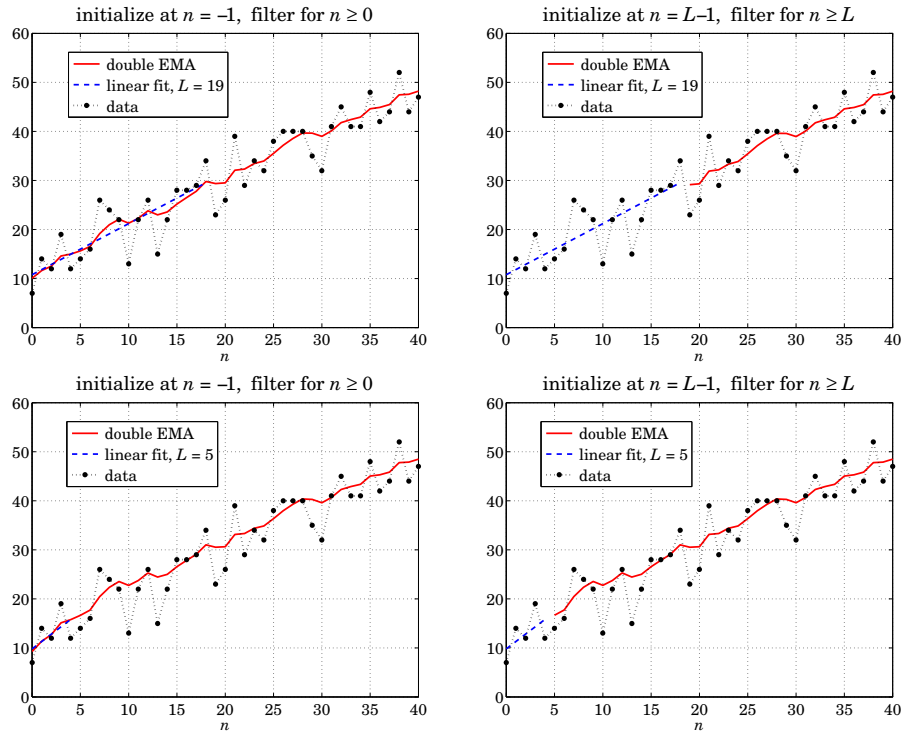 initialize at n = −1, filter for n ≥ 0
60
50
40
30
20
10
0
double EMA
linear fit, L = 19
data
0 5 10 15 20 25 30 35 40
n
initialize at n = L−1, filter for n ≥ L
60
50
40
30
20
10
0
double EMA
linear fit, L = 19
data
0 5 10 15 20 25 30 35 40
n
initialize at n = −1, filter for n ≥ 0
60
50
40
30
20
10
0
double EMA
linear fit, L = 5
data
0 5 10 15 20 25 30 35 40
n
initialize at n = L−1, filter for n ≥ L
60
50
40
30
20
10
0
double EMA
linear fit, L = 5
data
0 5 10 15 20 25 30 35 40
n